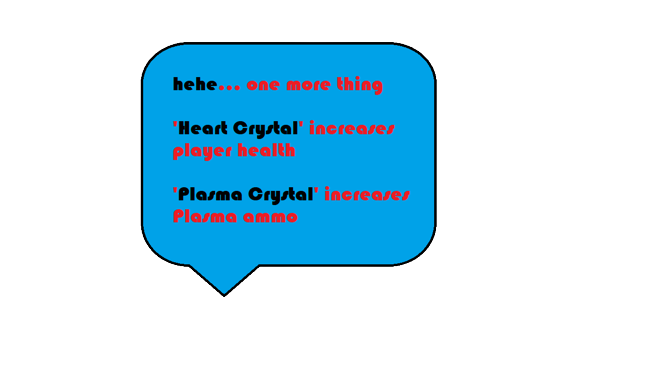 hehe... one more thing
'Heart Crystal' increases
player health
'Plasma Crystal' increases
Plasma ammo